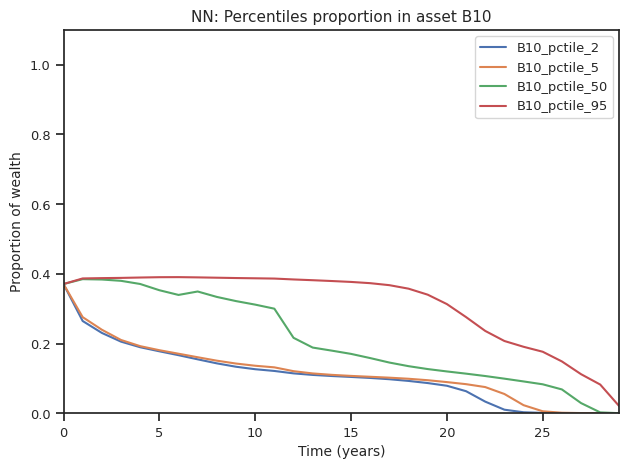 NN: Percentiles proportion in asset B10
B10_pctile_2
B10_pctile_5
B10_pctile_50
B10_pctile_95
Proportion of wealth
1.0
0.8
0.6
0.4
0.2
0.0
0 5 10 15 20 25
Time (years)